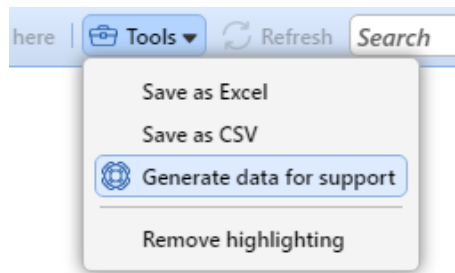 here Tools Refresh Search
Save as Excel
Save as CSV
Generate data for support
Remove highlighting